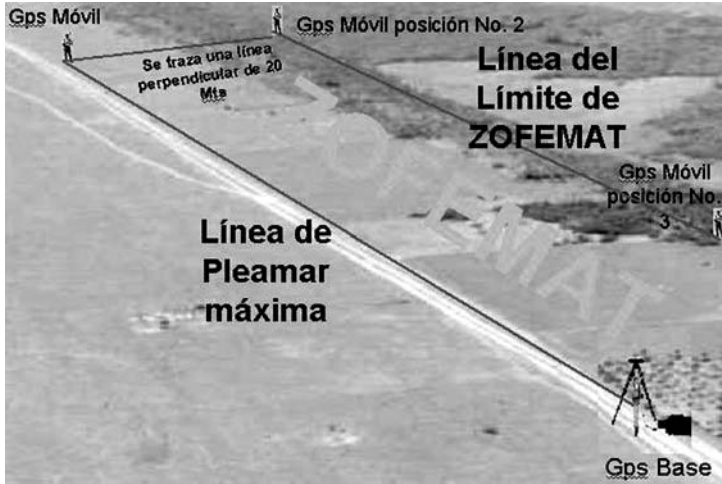 Gps Móvil
Gps Móvil posición No. 2
Se traza una línea
perpendicular de 20
Mts
Línea del
Límite de
ZOFEMAT
Gps Móvil
posición No.
3
ZOFEMAT
Línea de
Pleamar
máxima
Gps Base